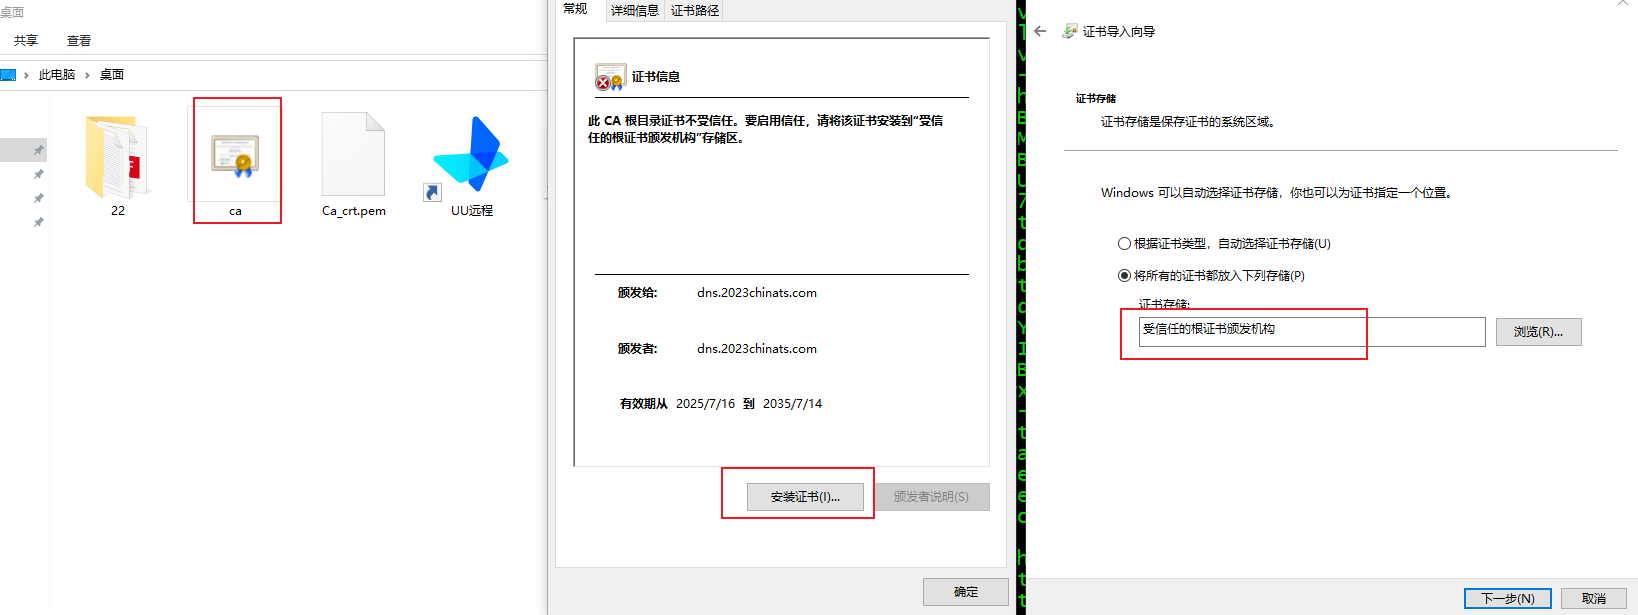 桌面
共享 查看
此电脑 › 桌面
22
ca
Ca_crt.pem
UU远程
常规 详细信息 证书路径
证书信息
此 CA 根目录证书不受信任。要启用信任，请将该证书安装到“受信
任的根证书颁发机构”存储区。
颁发给: dns.2023chinats.com
颁发者: dns.2023chinats.com
有效期从 2025/7/16 到 2035/7/14
安装证书(I)... 颁发者说明(S)
确定
证书导入向导
证书存储
证书存储是保存证书的系统区域。
Windows 可以自动选择证书存储，你也可以为证书指定一个位置。
根据证书类型，自动选择证书存储(U)
将所有的证书都放入下列存储(P)
证书存储:
受信任的根证书颁发机构 浏览(R)...
下一步(N) 取消